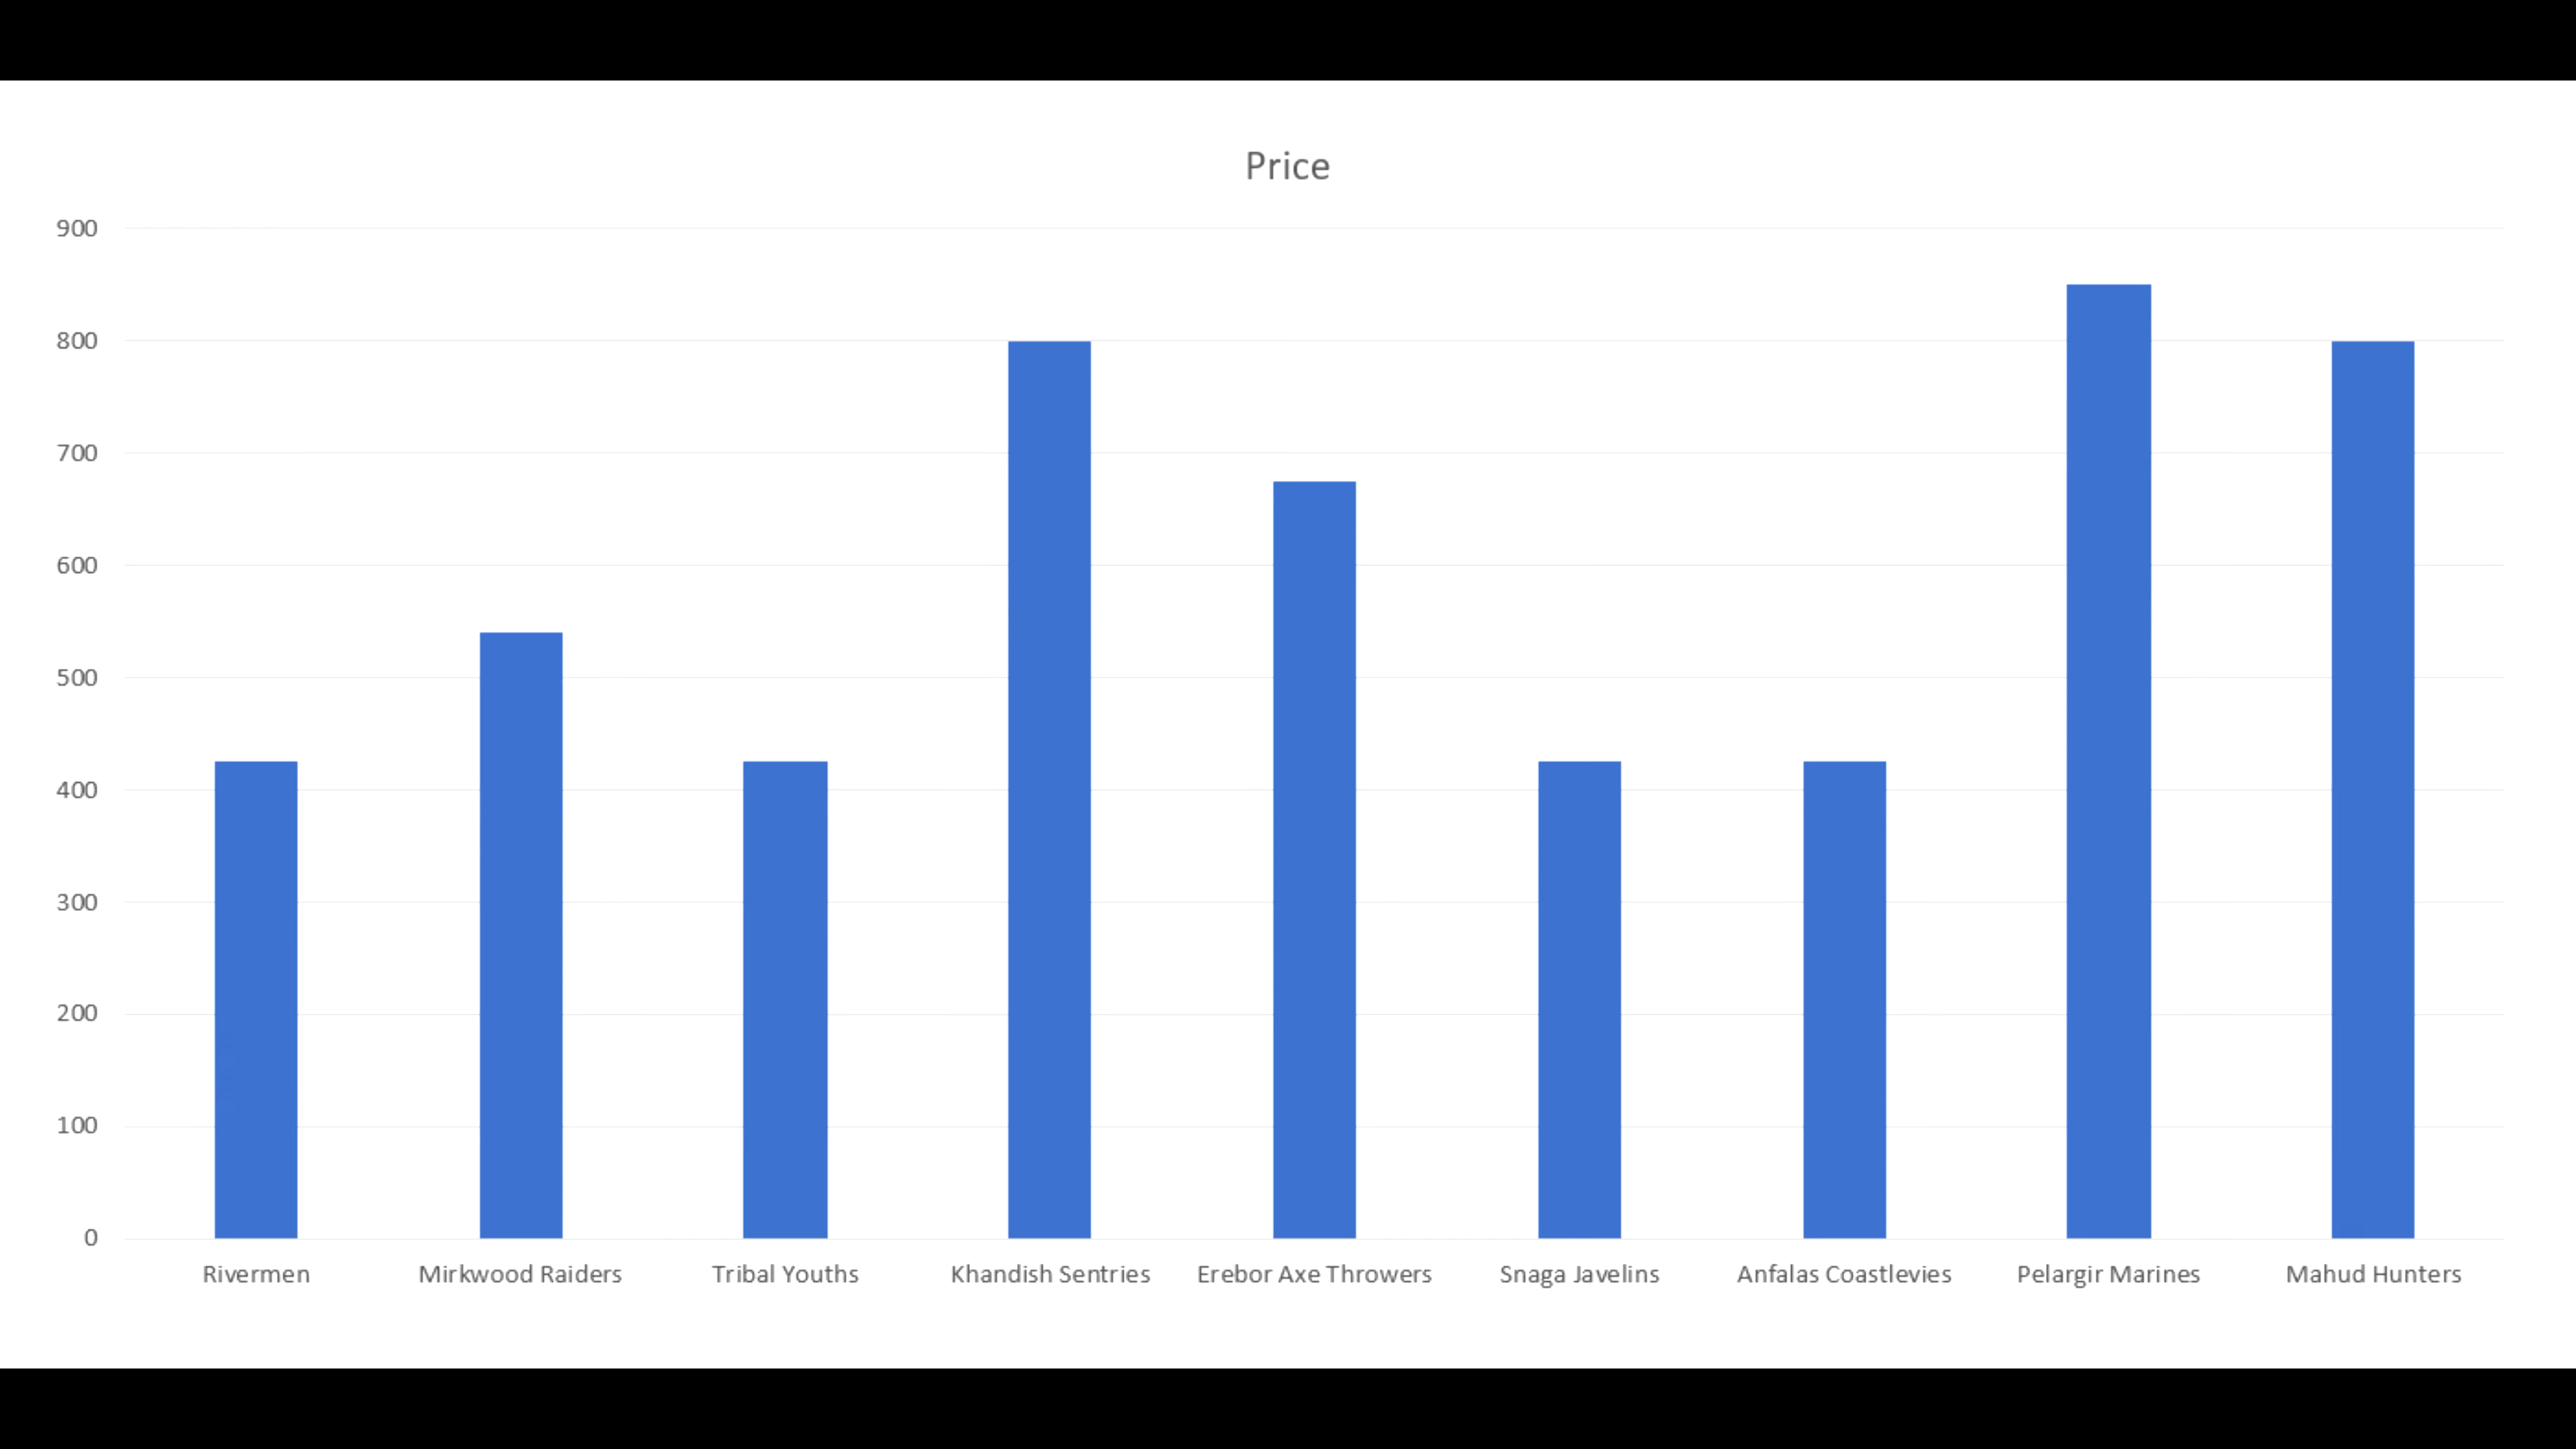 Price
900
800
700
600
500
400
300
200
100
0
Rivermen
Mirkwood Raiders
Tribal Youths
Khandish Sentries
Erebor Axe Throwers
Snaga Javelins
Anfalas Coastlevies
Pelargir Marines
Mahud Hunters